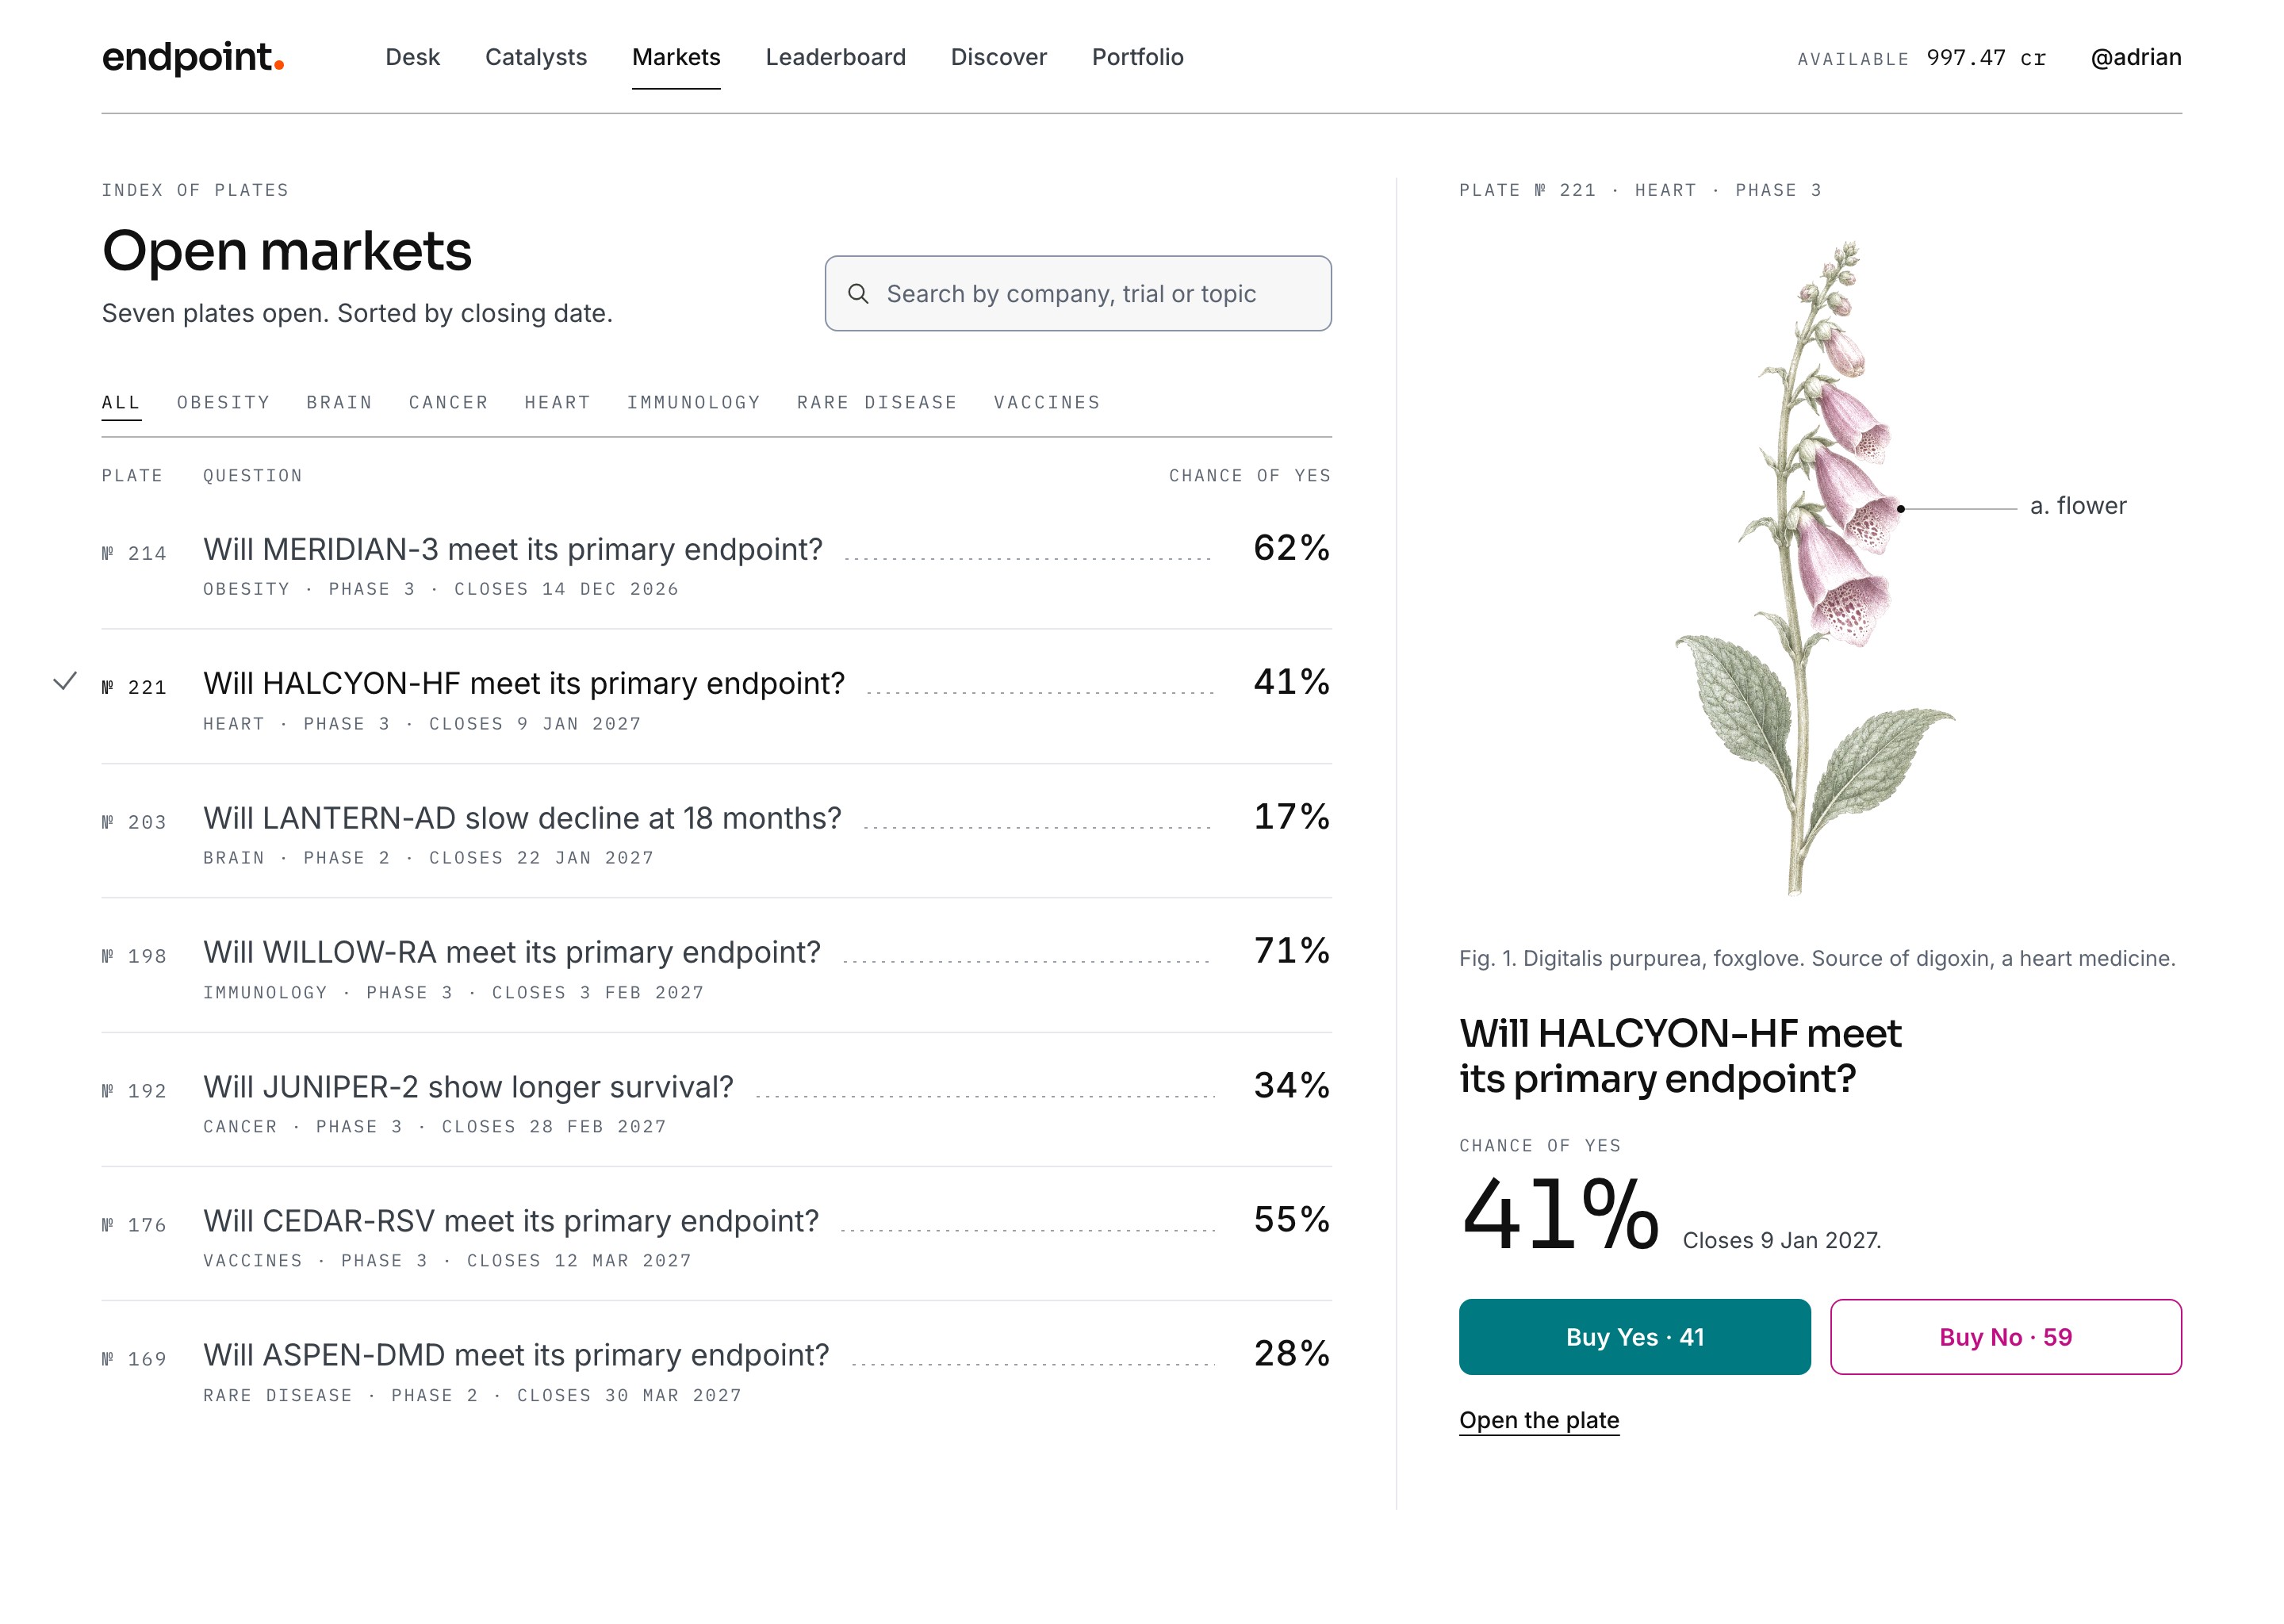 endpoint.
Desk Catalysts Markets Leaderboard Discover Portfolio
AVAILABLE 997.47 cr @adrian
INDEX OF PLATES
Open markets
Seven plates open. Sorted by closing date.
Search by company, trial or topic
ALL OBESITY BRAIN CANCER HEART IMMUNOLOGY RARE DISEASE VACCINES
PLATE QUESTION CHANCE OF YES
№ 214 Will MERIDIAN-3 meet its primary endpoint? 62%
OBESITY · PHASE 3 · CLOSES 14 DEC 2026
№ 221 Will HALCYON-HF meet its primary endpoint? 41%
HEART · PHASE 3 · CLOSES 9 JAN 2027
№ 203 Will LANTERN-AD slow decline at 18 months? 17%
BRAIN · PHASE 2 · CLOSES 22 JAN 2027
№ 198 Will WILLOW-RA meet its primary endpoint? 71%
IMMUNOLOGY · PHASE 3 · CLOSES 3 FEB 2027
№ 192 Will JUNIPER-2 show longer survival? 34%
CANCER · PHASE 3 · CLOSES 28 FEB 2027
№ 176 Will CEDAR-RSV meet its primary endpoint? 55%
VACCINES · PHASE 3 · CLOSES 12 MAR 2027
№ 169 Will ASPEN-DMD meet its primary endpoint? 28%
RARE DISEASE · PHASE 2 · CLOSES 30 MAR 2027
PLATE № 221 · HEART · PHASE 3
a. flower
Fig. 1. Digitalis purpurea, foxglove. Source of digoxin, a heart medicine.
Will HALCYON-HF meet
its primary endpoint?
CHANCE OF YES
41% Closes 9 Jan 2027.
Buy Yes · 41 Buy No · 59
Open the plate